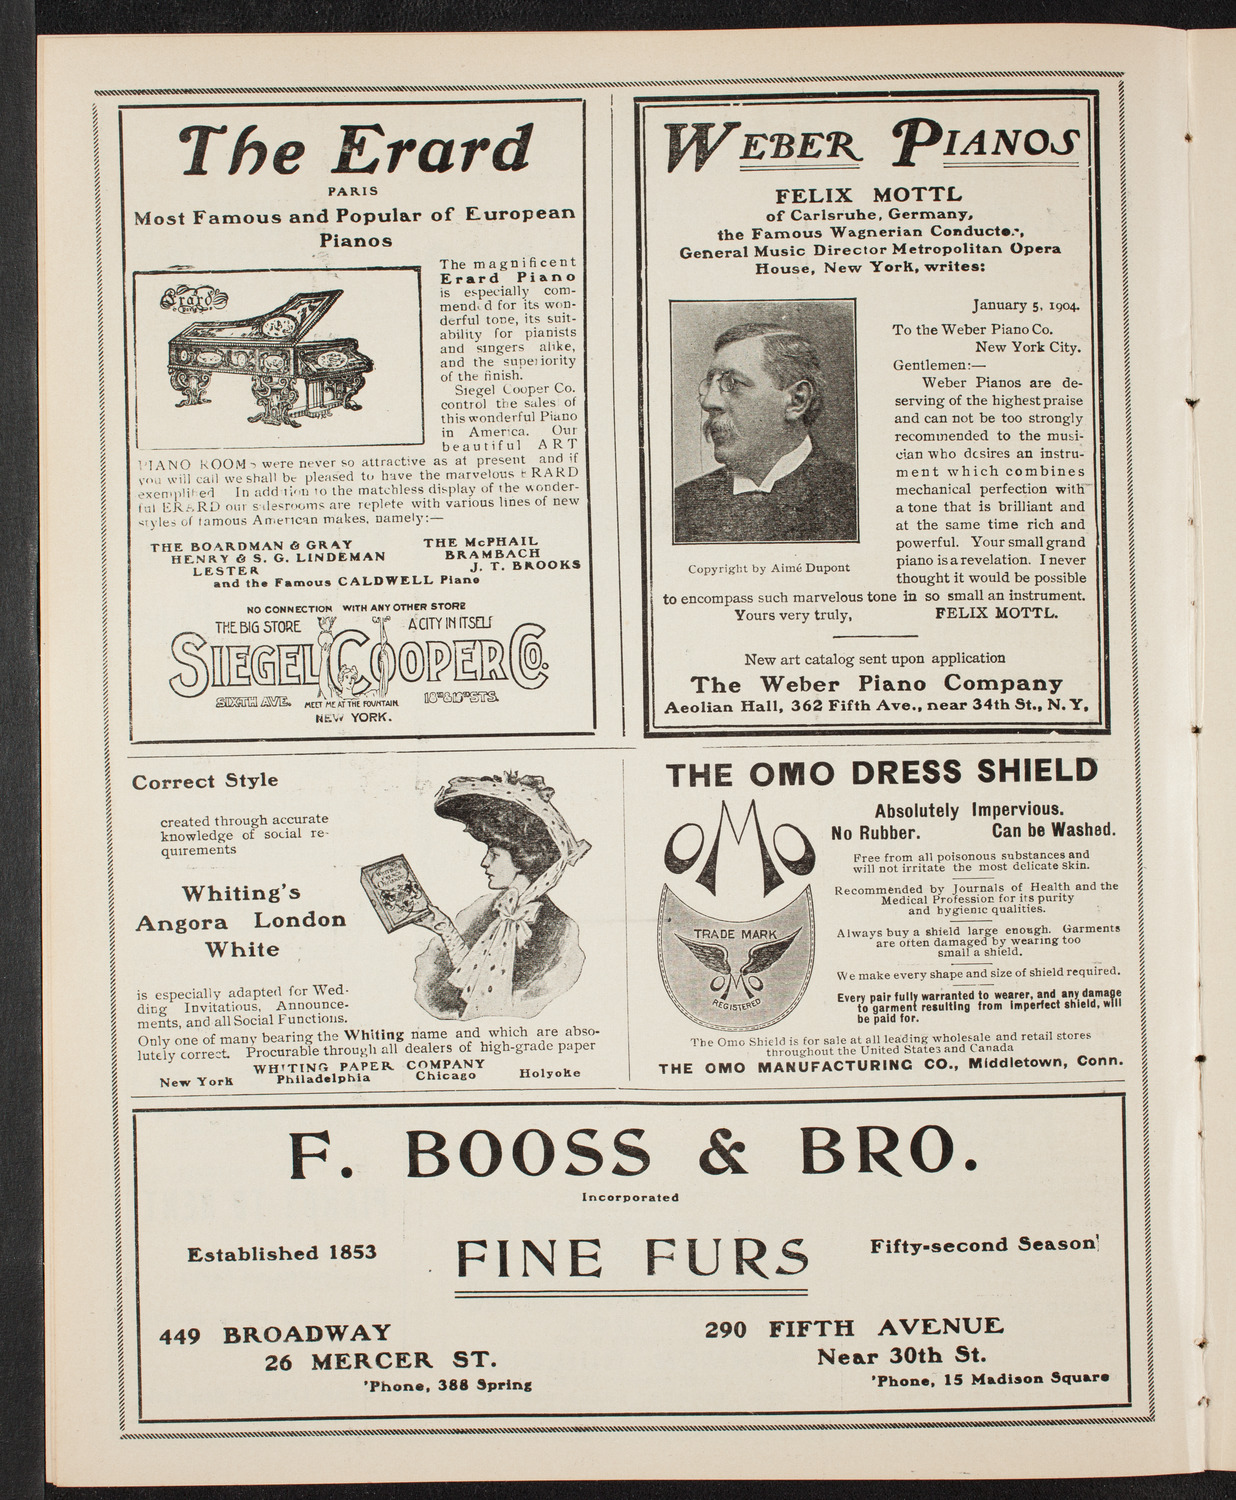 The Erard
PARIS
Most Famous and Popular of European
Pianos
Erard
The magnificent
Erard Piano
is especially com-
mended for its won-
derful tone, its suit-
ability for pianists
and singers alike,
and the superiority
of the finish.
Siegel Cooper Co.
control the sales of
this wonderful Piano
in America. Our
beautiful ART
PIANO ROOMS were never so attractive as at present and if
you will call we shall be pleased to have the marvelous ERARD
exemplified In addition to the matchless display of the wonder-
ful ERARD our salesrooms are replete with various lines of new
styles of famous American makes, namely:—
THE BOARDMAN & GRAY THE McPHAIL
HENRY & S. G. LINDEMAN BRAMBACH
LESTER J. T. BROOKS
and the Famous CALDWELL Piano
NO CONNECTION WITH ANY OTHER STORE
THE BIG STORE A CITY IN ITSELF
SIEGEL COOPER CO.
SIXTH AVE. MEET ME AT THE FOUNTAIN 18TH & 19TH STS.
NEW YORK.
WEBER PIANOS
FELIX MOTTL
of Carlsruhe, Germany,
the Famous Wagnerian Conductor,
General Music Director Metropolitan Opera
House, New York, writes:
January 5, 1904.
To the Weber Piano Co.
New York City.
Gentlemen:—
Weber Pianos are de-
serving of the highest praise
and can not be too strongly
recommended to the musi-
cian who desires an instru-
ment which combines
mechanical perfection with
a tone that is brilliant and
at the same time rich and
powerful. Your small grand
piano is a revelation. I never
thought it would be possible
to encompass such marvelous tone in so small an instrument.
Yours very truly, FELIX MOTTL.
Copyright by Aimé Dupont
New art catalog sent upon application
The Weber Piano Company
Aeolian Hall, 362 Fifth Ave., near 34th St., N. Y,
Correct Style
created through accurate
knowledge of social re-
quirements
Whiting's
Angora London
White
is especially adapted for Wed-
ding Invitations, Announce-
ments, and all Social Functions.
Only one of many bearing the Whiting name and which are abso-
lutely correct. Procurable through all dealers of high-grade paper
WHITING PAPER COMPANY
New York Philadelphia Chicago Holyoke
THE OMO DRESS SHIELD
OMO
TRADE MARK
OMO
REGISTERED
Absolutely Impervious.
No Rubber. Can be Washed.
Free from all poisonous substances and
will not irritate the most delicate skin.
Recommended by Journals of Health and the
Medical Profession for its purity
and hygienic qualities.
Always buy a shield large enough. Garments
are often damaged by wearing too
small a shield.
We make every shape and size of shield required.
Every pair fully warranted to wearer, and any damage
to garment resulting from imperfect shield, will
be paid for.
The Omo Shield is for sale at all leading wholesale and retail stores
throughout the United States and Canada
THE OMO MANUFACTURING CO., Middletown, Conn.
F. BOOSS & BRO.
Incorporated
Established 1853 FINE FURS Fifty-second Season
449 BROADWAY
26 MERCER ST.
'Phone, 388 Spring
290 FIFTH AVENUE
Near 30th St.
'Phone, 15 Madison Square